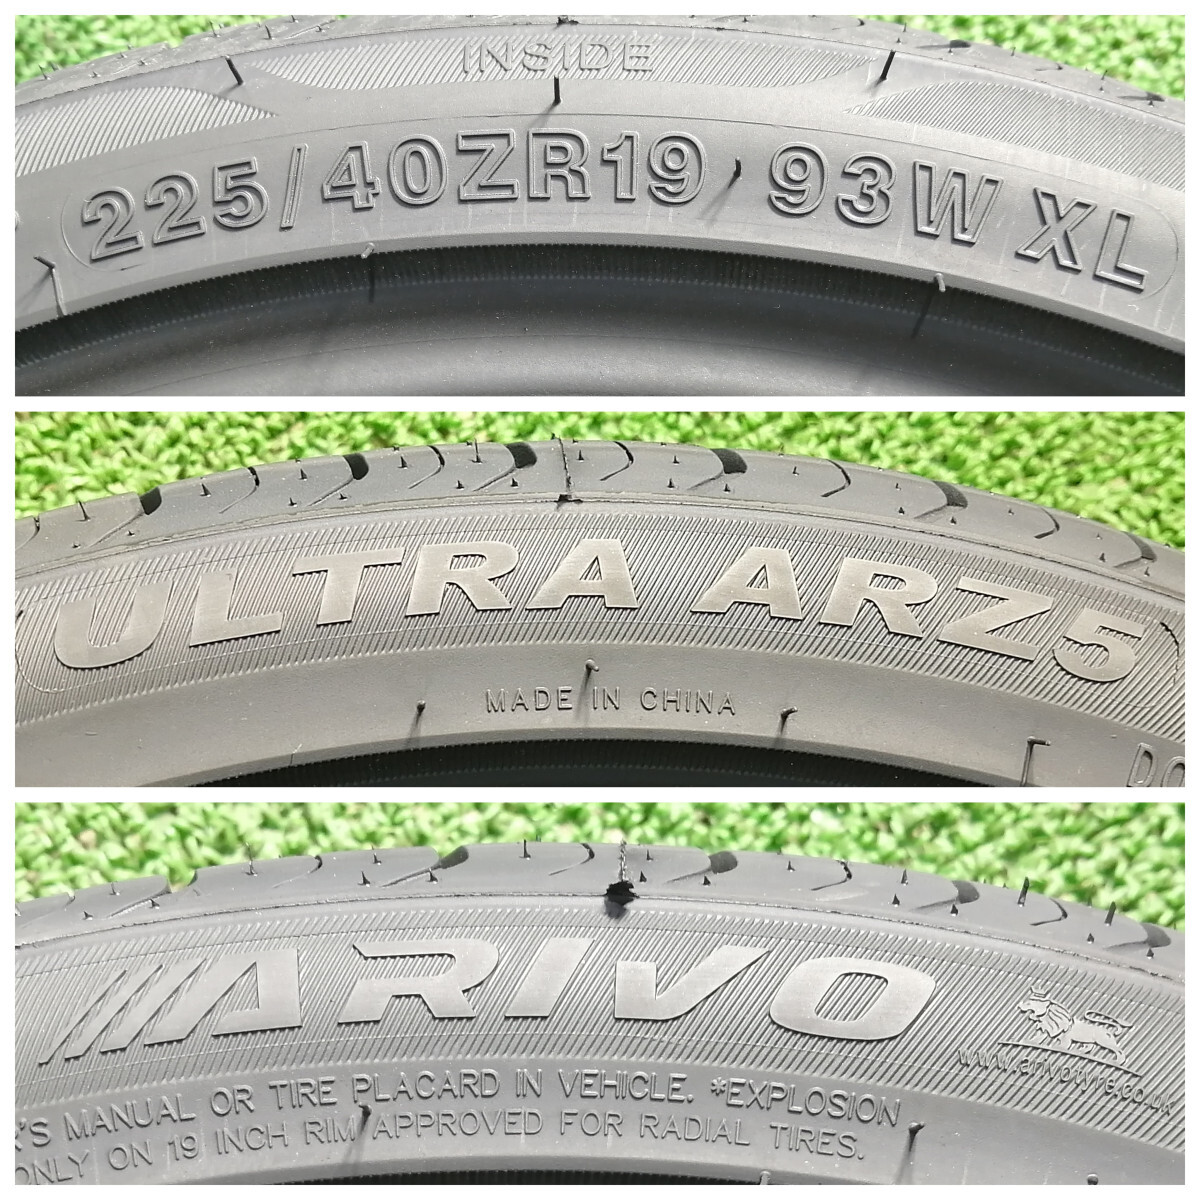 INSIDE
225/40ZR19 93W XL
ULTRA ARZ5
MADE IN CHINA
DO
ARIVO
www.arivotyre.co.uk
'S MANUAL OR TIRE PLACARD IN VEHICLE. *EXPLOSION
ONLY ON 19 INCH RIM APPROVED FOR RADIAL TIRES.